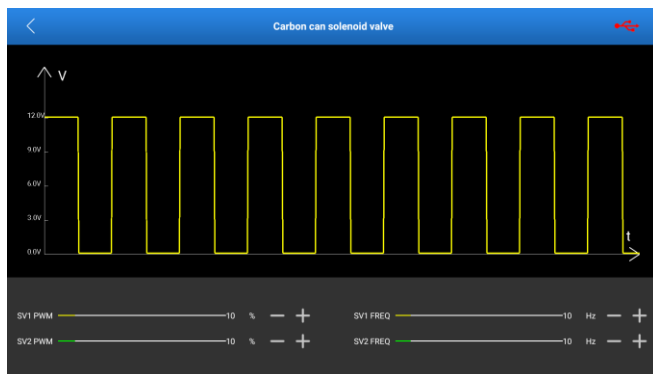 Carbon can solenoid valve
V
12.0V
9.0V
6.0V
3.0V
0.0V
t
SV1 PWM 10 % SV1 FREQ 10 Hz
SV2 PWM 10 % SV2 FREQ 10 Hz